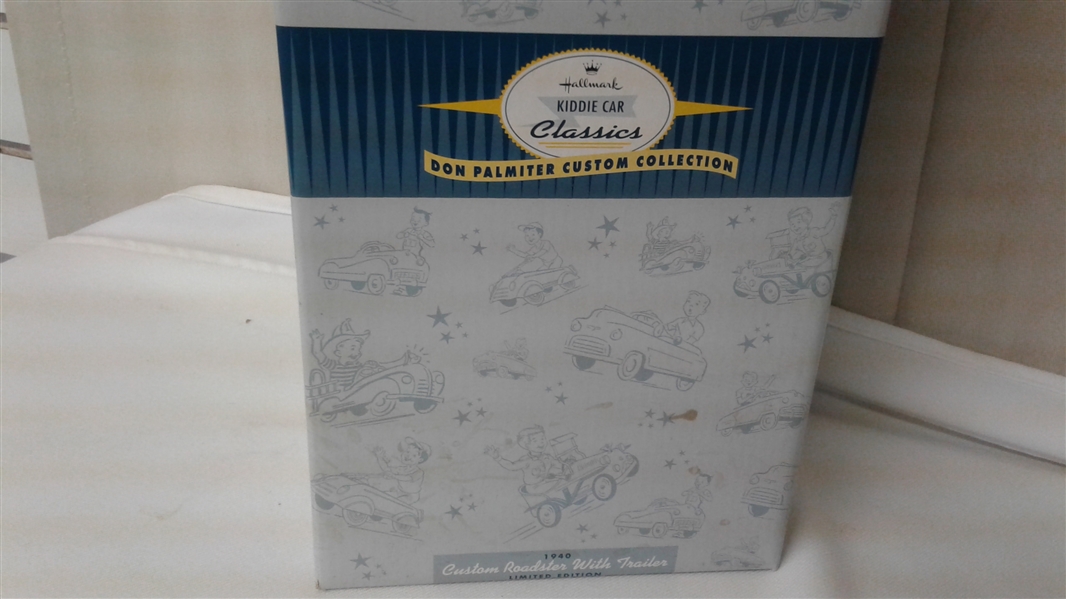 Hallmark
KIDDIE CAR
Classics
DON PALMITER CUSTOM COLLECTION
1940
Custom Roadster With Trailer
LIMITED EDITION